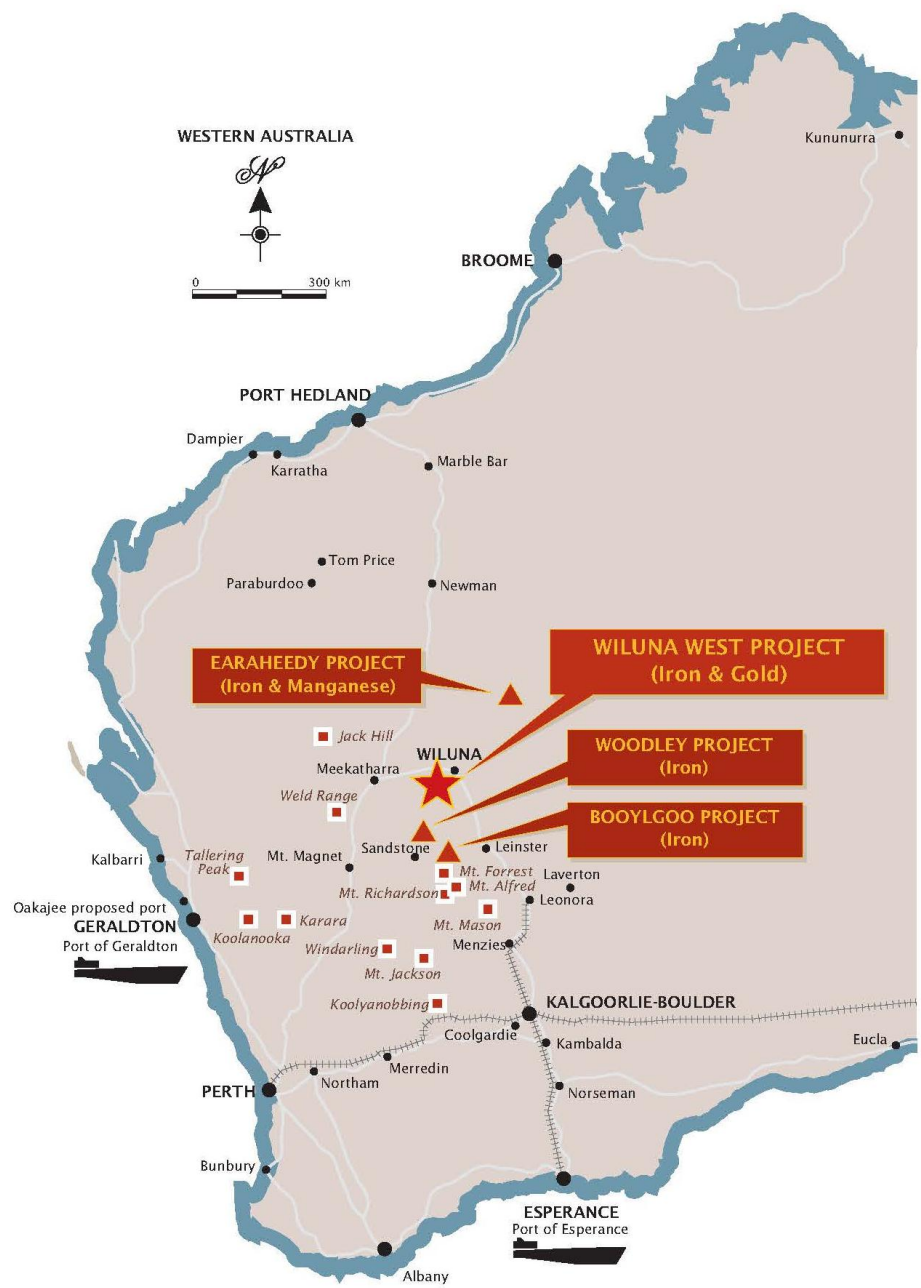 WESTERN AUSTRALIA
N
0 300 km
Kununurra
BROOME
PORT HEDLAND
Dampier
Karratha
Marble Bar
Tom Price
Paraburdoo
Newman
EARAHEEDY PROJECT
(Iron & Manganese)
WILUNA WEST PROJECT
(Iron & Gold)
Jack Hill
WILUNA
WOODLEY PROJECT
(Iron)
Meekatharra
Weld Range
BOOYLGOO PROJECT
(Iron)
Kalbarri
Tallering
Peak
Mt. Magnet
Sandstone
Leinster
Mt. Forrest
Mt. Alfred
Mt. Richardson
Laverton
Leonora
Oakajee proposed port
GERALDTON
Port of Geraldton
Koolanooka
Karara
Mt. Mason
Windarling
Menzies
Mt. Jackson
Koolyanobbing
KALGOORLIE-BOULDER
Coolgardie
Kambalda
Eucla
Merredin
Northam
PERTH
Norseman
Bunbury
ESPERANCE
Port of Esperance
Albany